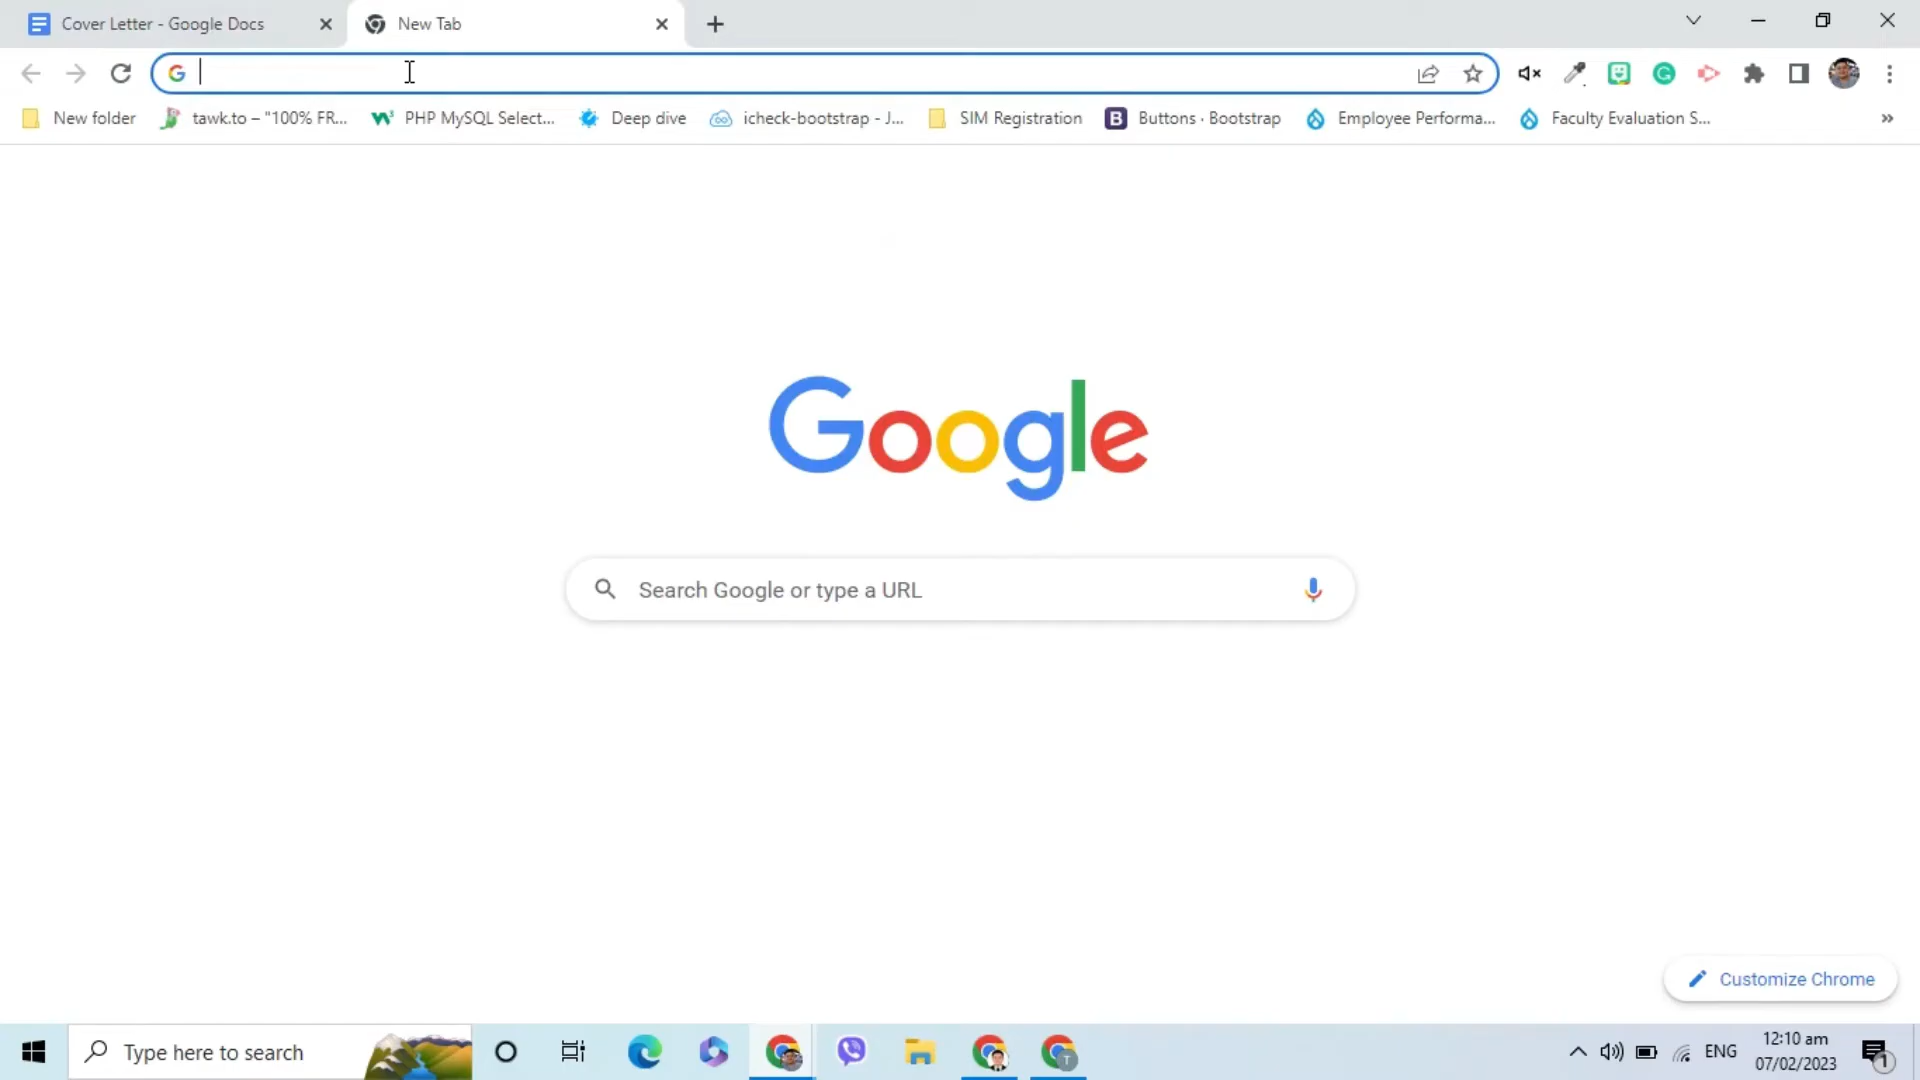 Cover Letter - Google Docs
New Tab
New folder
tawk.to – "100% FR...
PHP MySQL Select...
Deep dive
icheck-bootstrap - J...
SIM Registration
B
Buttons · Bootstrap
Employee Performa...
Faculty Evaluation S...
Google
Search Google or type a URL
Customize Chrome
Type here to search
T
ENG
12:10 am
07/02/2023
1